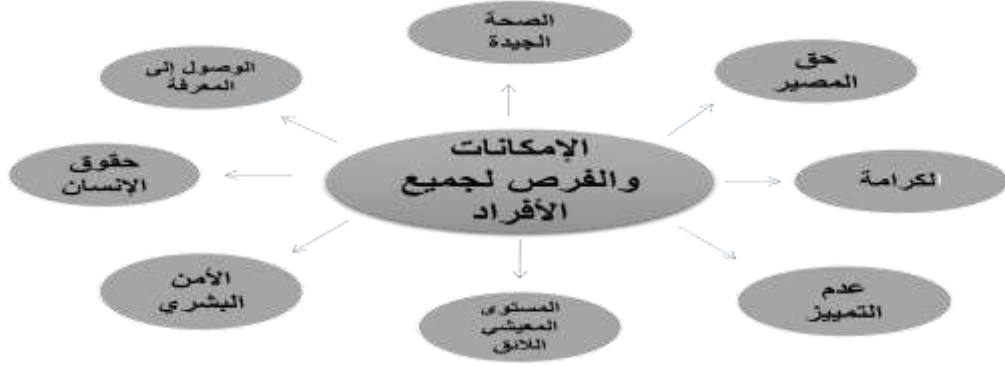 الصحة
الجيدة
حق
المصير
الوصول إلى
المعرفة
الإمكانات
والفرص لجميع
الأفراد
حقوق
الإنسان
لكرامة
الأمن
البشري
المستوى
المعيشي
اللائق
عدم
التمييز